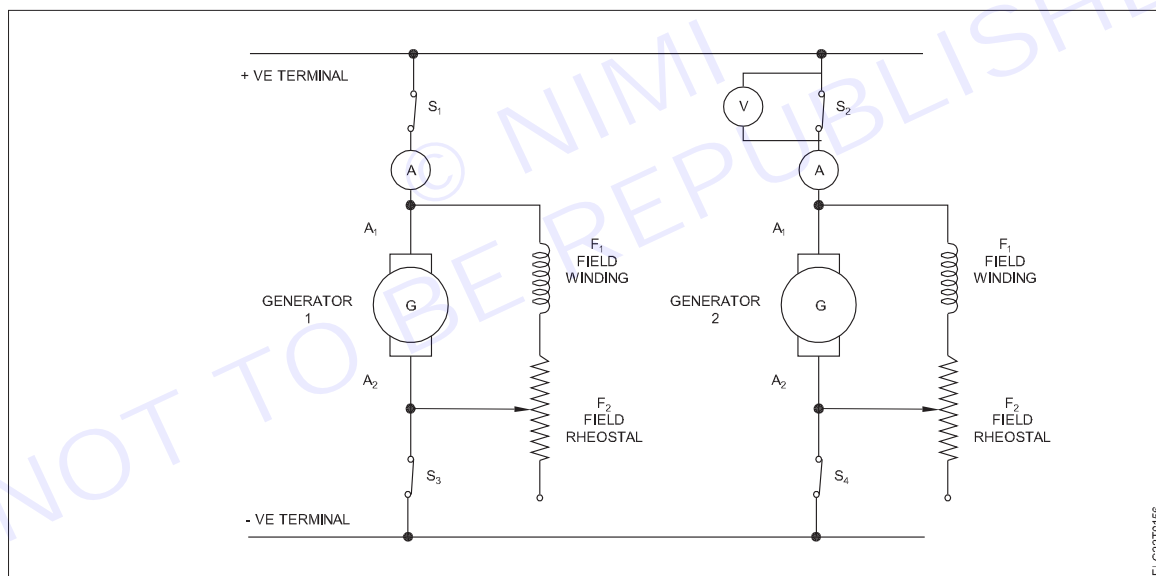 + VE TERMINAL
S1
V
S2
A
A
A1
F1
FIELD
WINDING
A1
F1
FIELD
WINDING
GENERATOR
1
G
GENERATOR
2
G
A2
F2
FIELD
RHEOSTAL
A2
F2
FIELD
RHEOSTAL
S3
S4
- VE TERMINAL
© NIMI
NOT TO BE REPUBLISHE